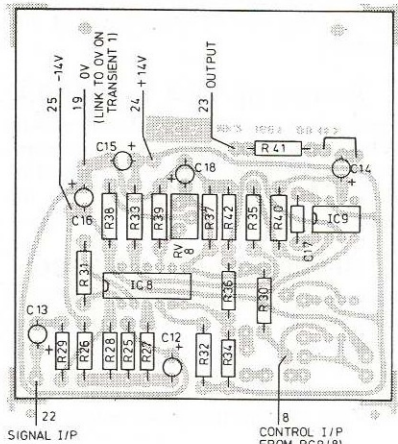 25 -14V
19 0V
(LINK TO 0V ON
TRANSIENT 1)
24 +14V
23 OUTPUT
R41
C15
C18
C14
C16
R38
R33
R39
RV
8
R37
R42
R35
R40
C17
IC9
R31
IC8
R36
R30
C13
R29
R26
R28
R25
R27
C12
R32
R34
22
SIGNAL I/P
8
CONTROL I/P